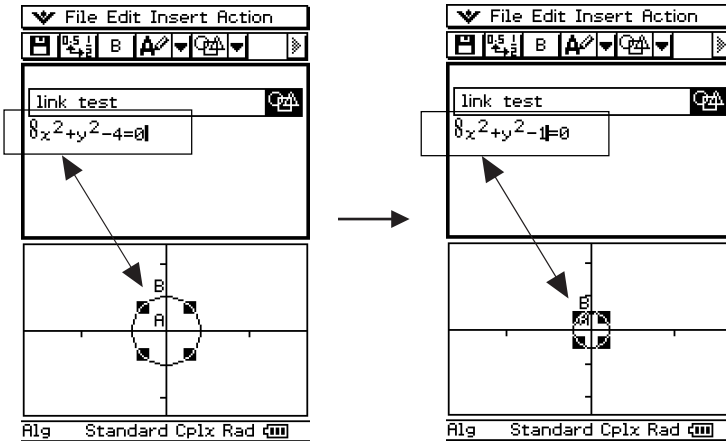 File Edit Insert Action
B
link test
x²+y²-4=0
B
A
Alg Standard Cplx Rad
File Edit Insert Action
B
link test
x²+y²-1=0
B
A
Alg Standard Cplx Rad